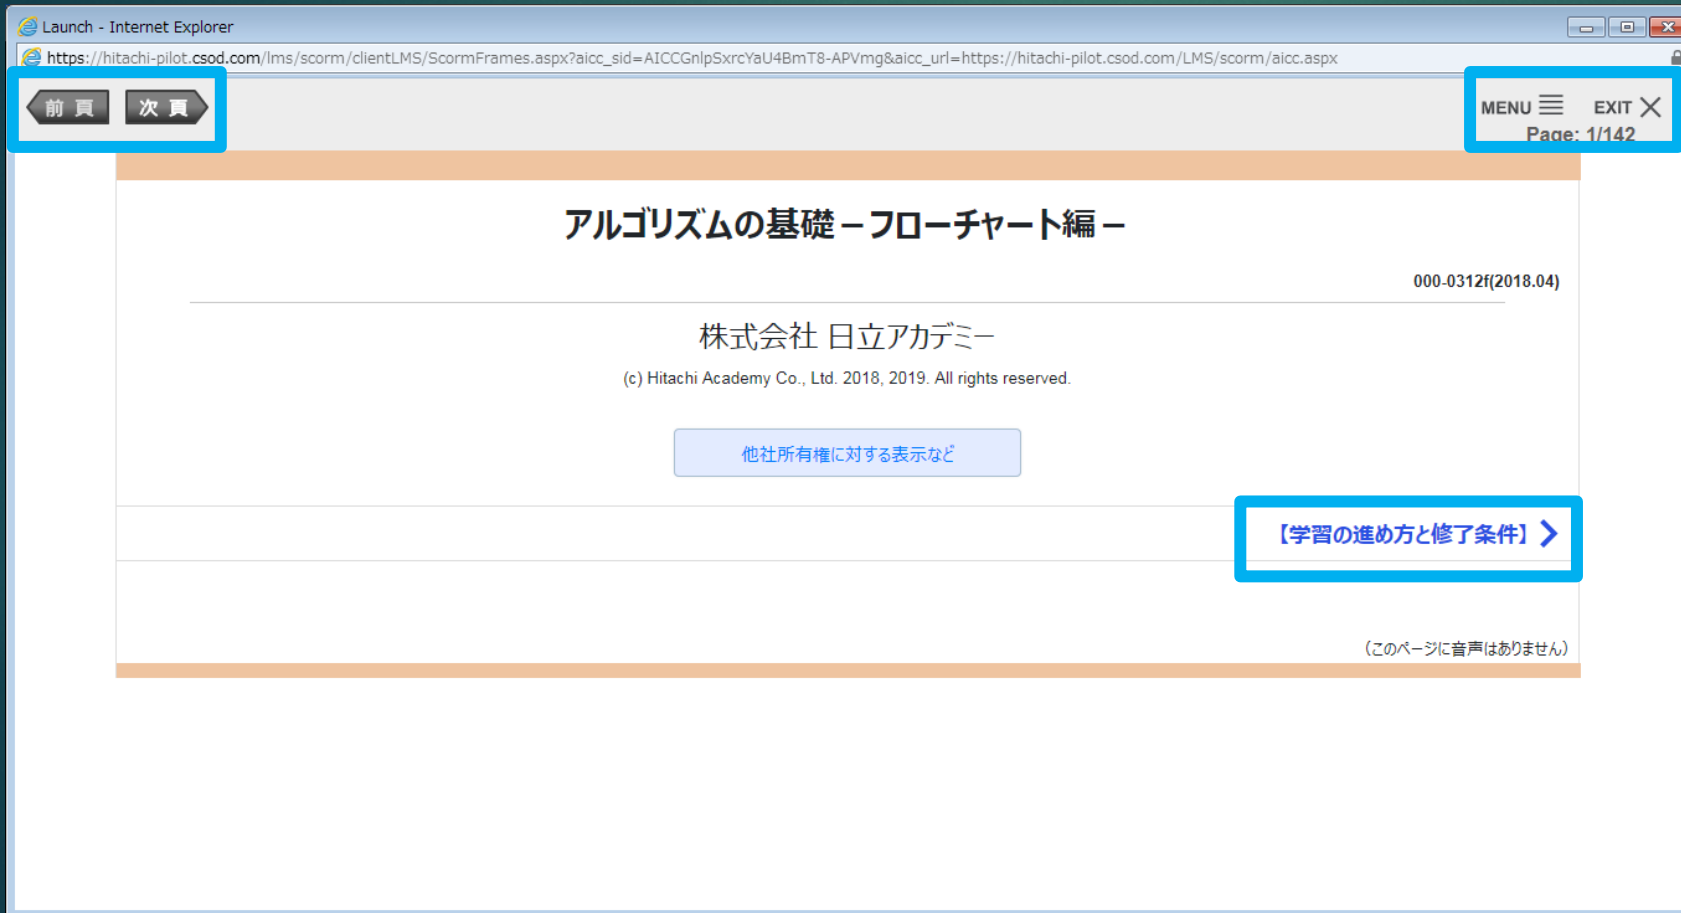 Launch - Internet Explorer
https://hitachi-pilot.csod.com/lms/scorm/clientLMS/ScormFrames.aspx?aicc_sid=AICCGnlpSxrcYaU4BmT8-APVmg&aicc_url=https://hitachi-pilot.csod.com/LMS/scorm/aicc.aspx
前 頁 次 頁 MENU EXIT
Page: 1/142
アルゴリズムの基礎－フローチャート編－
000-0312f(2018.04)
株式会社 日立アカデミー
(c) Hitachi Academy Co., Ltd. 2018, 2019. All rights reserved.
他社所有権に対する表示など
【学習の進め方と修了条件】
（このページに音声はありません）